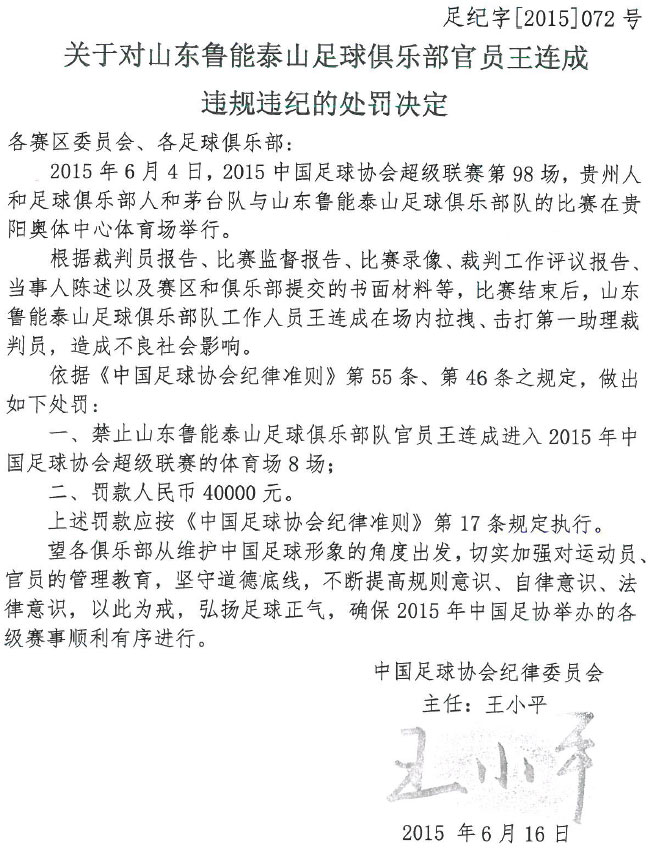 足纪字[2015]072 号
关于对山东鲁能泰山足球俱乐部官员王连成
违规违纪的处罚决定
各赛区委员会、各足球俱乐部：
2015 年 6 月 4 日，2015 中国足球协会超级联赛第 98 场，贵州人
和足球俱乐部人和茅台队与山东鲁能泰山足球俱乐部队的比赛在贵
阳奥体中心体育场举行。
根据裁判员报告、比赛监督报告、比赛录像、裁判工作评议报告、
当事人陈述以及赛区和俱乐部提交的书面材料等，比赛结束后，山东
鲁能泰山足球俱乐部队工作人员王连成在场内拉拽、击打第一助理裁
判员，造成不良社会影响。
依据《中国足球协会纪律准则》第 55 条、第 46 条之规定，做出
如下处罚：
一、禁止山东鲁能泰山足球俱乐部队官员王连成进入 2015 年中
国足球协会超级联赛的体育场 8 场；
二、罚款人民币 40000 元。
上述罚款应按《中国足球协会纪律准则》第 17 条规定执行。
望各俱乐部从维护中国足球形象的角度出发，切实加强对运动员、
官员的管理教育，坚守道德底线，不断提高规则意识、自律意识、法
律意识，以此为戒，弘扬足球正气，确保 2015 年中国足协举办的各
级赛事顺利有序进行。
中国足球协会纪律委员会
主任：王小平
王小平
2015 年 6 月 16 日